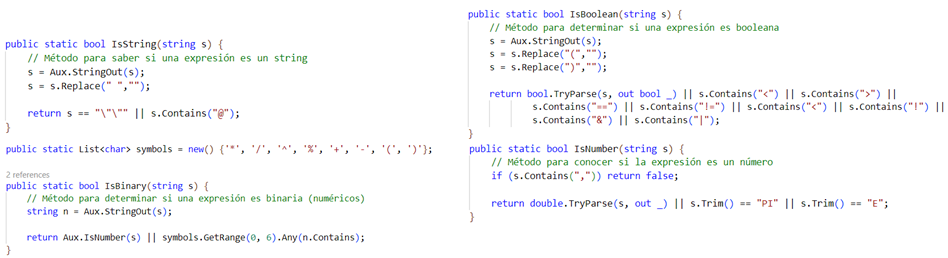 public static bool IsString(string s) {
// Método para saber si una expresión es un string
s = Aux.StringOut(s);
s = s.Replace(" ","");
return s == "\"\"" || s.Contains("@");
}
public static List<char> symbols = new() {'*', '/', '^', '%', '+', '-', '(', ')'};
2 references
public static bool IsBinary(string s) {
// Método para determinar si una expresión es binaria (numéricos)
string n = Aux.StringOut(s);
return Aux.IsNumber(s) || symbols.GetRange(0, 6).Any(n.Contains);
}
public static bool IsBoolean(string s) {
// Método para determinar si una expresión es booleana
s = Aux.StringOut(s);
s = s.Replace("(","");
s = s.Replace(")","");
return bool.TryParse(s, out bool _) || s.Contains("<") || s.Contains(">") ||
s.Contains("==") || s.Contains("!=") || s.Contains("<") || s.Contains("!") ||
s.Contains("&") || s.Contains("|");
}
public static bool IsNumber(string s) {
// Método para conocer si la expresión es un número
if (s.Contains(",")) return false;
return double.TryParse(s, out _) || s.Trim() == "PI" || s.Trim() == "E";
}